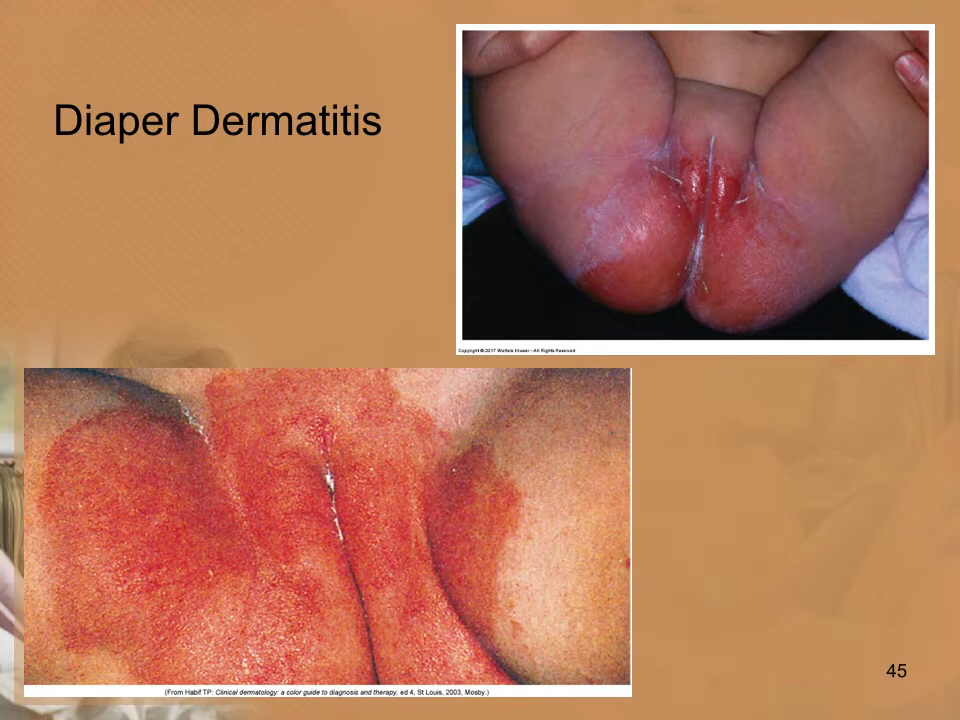 Diaper Dermatitis
Copyright © 2017 Wolters Kluwer - All Rights Reserved.
(From Habif TP: Clinical dermatology: a color guide to diagnosis and therapy, ed 4, St Louis, 2003, Mosby.)
45